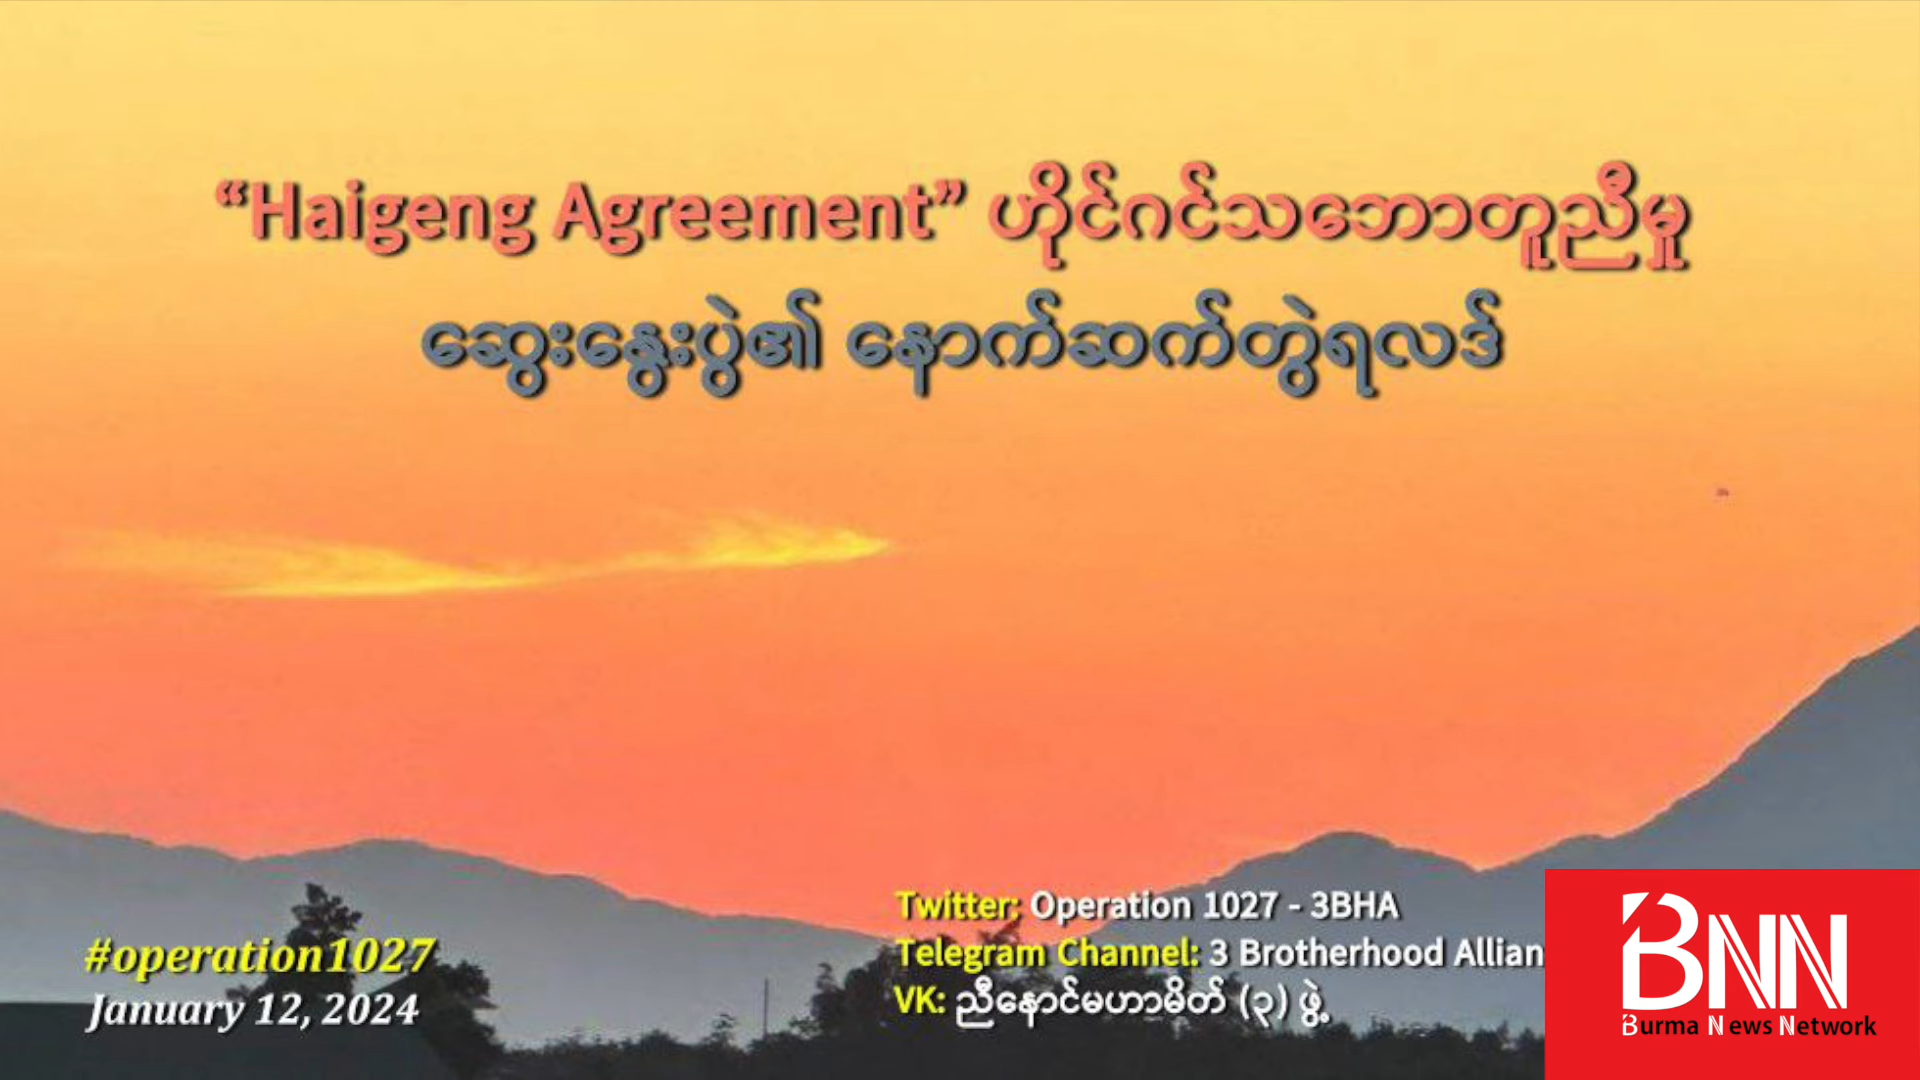 “Haigeng Agreement” ဟိုင်ဂင်သဘောတူညီမှု
ဆွေးနွေးပွဲ၏ နောက်ဆက်တွဲရလဒ်
#operation1027
January 12, 2024
Twitter: Operation 1027 - 3BHA
Telegram Channel: 3 Brotherhood Allian
VK: ညီနောင်မဟာမိတ် (၃) ဖွဲ့
BNN
Burma News Network